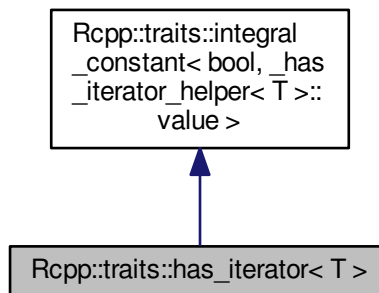 Rcpp::traits::integral
_constant< bool, _has
_iterator_helper< T >::
value >
Rcpp::traits::has_iterator< T >